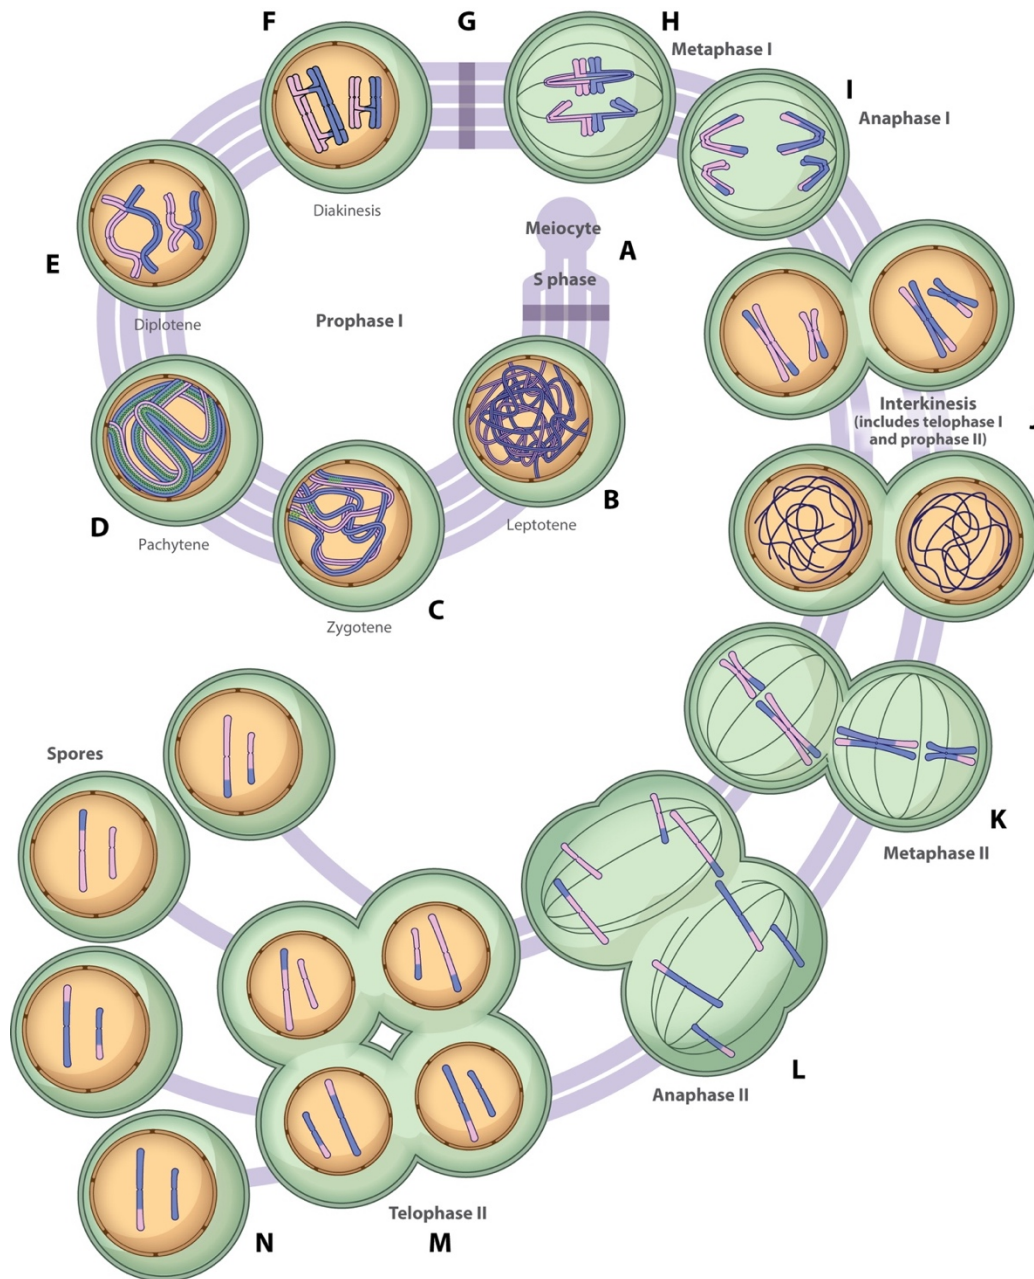 F
G
H
Metaphase I
I
Anaphase I
Diakinesis
Meiocyte
A
S phase
E
Diplotene
Prophase I
Interkinesis
(includes telophase I
and prophase II)
D
Pachytene
B
Leptotene
C
Zygotene
Spores
K
Metaphase II
L
Anaphase II
Telophase II
N
M